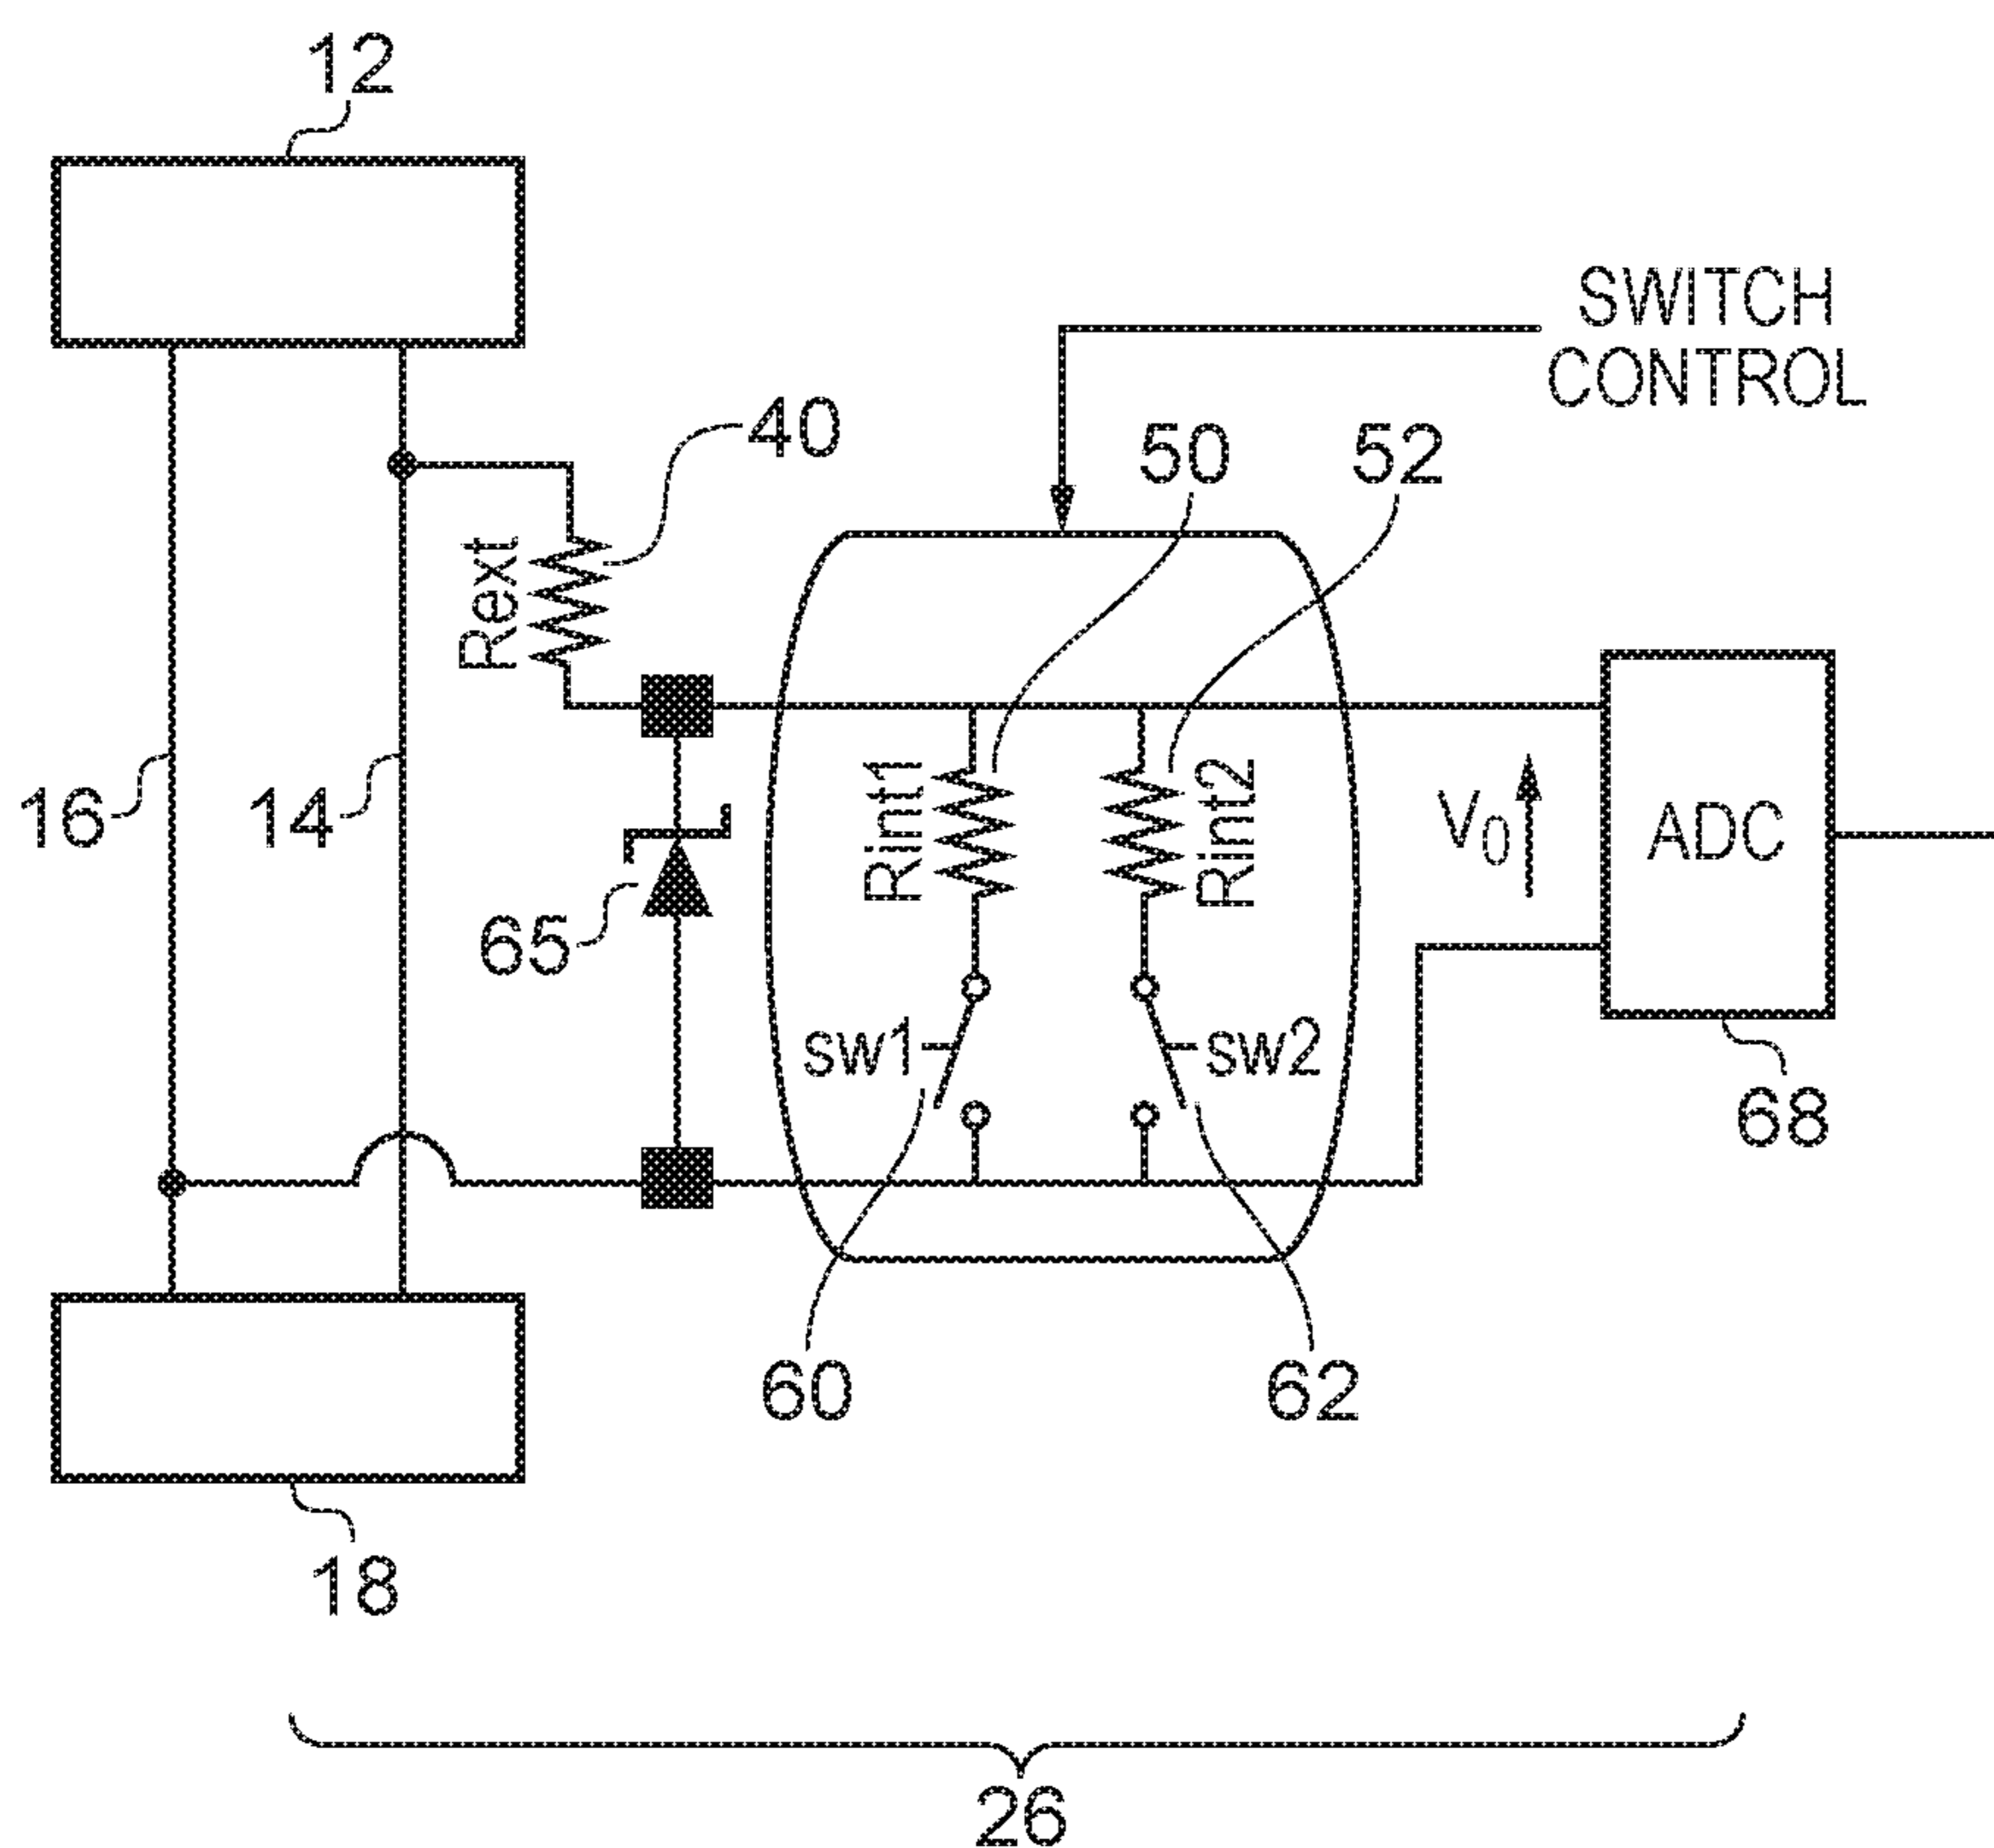 12
SWITCH
CONTROL
40
50
52
Rext
16
14
Rint1
Rint2
V0
ADC
65
sw1
sw2
68
60
62
18
26